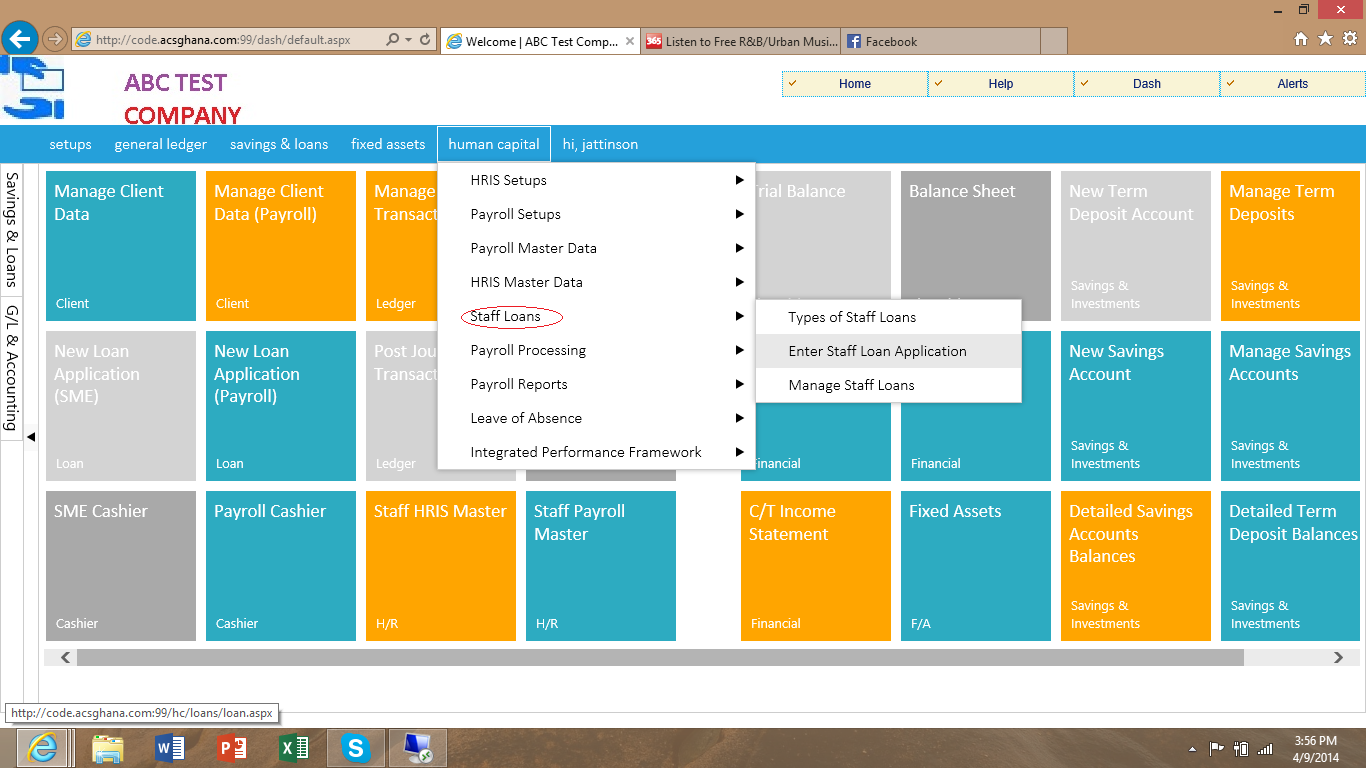 http://code.acsghana.com:99/dash/default.aspx
Welcome | ABC Test Comp...
Listen to Free R&B/Urban Musi...
Facebook
ABC TEST
COMPANY
Home
Help
Dash
Alerts
setups
general ledger
savings & loans
fixed assets
human capital
hi, jattinson
Savings & Loans
G/L & Accounting
HRIS Setups
Payroll Setups
Payroll Master Data
HRIS Master Data
Staff Loans
Payroll Processing
Payroll Reports
Leave of Absence
Integrated Performance Framework
Types of Staff Loans
Enter Staff Loan Application
Manage Staff Loans
Manage Client
Data
Client
Manage Client
Data (Payroll)
Client
Manage
Transact
Ledger
rial Balance
Balance Sheet
New Term
Deposit Account
Savings &
Investments
Manage Term
Deposits
Savings &
Investments
New Loan
Application
(SME)
Loan
New Loan
Application
(Payroll)
Loan
Post Jou
Transact
Ledger
inancial
Financial
New Savings
Account
Savings &
Investments
Manage Savings
Accounts
Savings &
Investments
SME Cashier
Cashier
Payroll Cashier
Cashier
Staff HRIS Master
H/R
Staff Payroll
Master
H/R
C/T Income
Statement
Financial
Fixed Assets
F/A
Detailed Savings
Accounts
Balances
Savings &
Investments
Detailed Term
Deposit Balances
Savings &
Investments
http://code.acsghana.com:99/hc/loans/loan.aspx
3:56 PM
4/9/2014